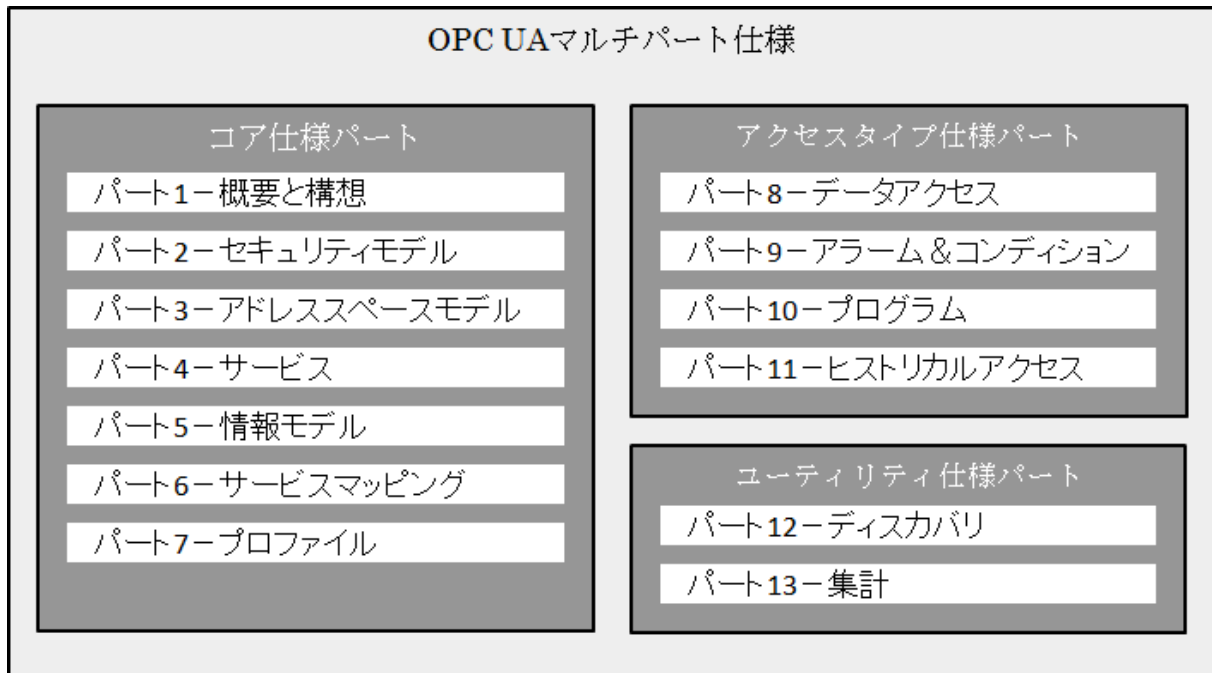 OPC UAマルチパート仕様
コア仕様パート
パート1－概要と構想
パート2－セキュリティモデル
パート3－アドレススペースモデル
パート4－サービス
パート5－情報モデル
パート6－サービスマッピング
パート7－プロファイル
アクセスタイプ仕様パート
パート8－データアクセス
パート9－アラーム＆コンディション
パート10－プログラム
パート11－ヒストリカルアクセス
ユーティリティ仕様パート
パート12－ディスカバリ
パート13－集計